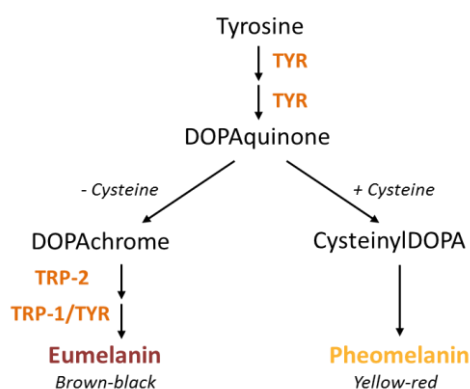 Tyrosine
TYR
TYR
DOPAquinone
- Cysteine
+ Cysteine
DOPAchrome
CysteinylDOPA
TRP-2
TRP-1/TYR
Eumelanin
Pheomelanin
Brown-black
Yellow-red